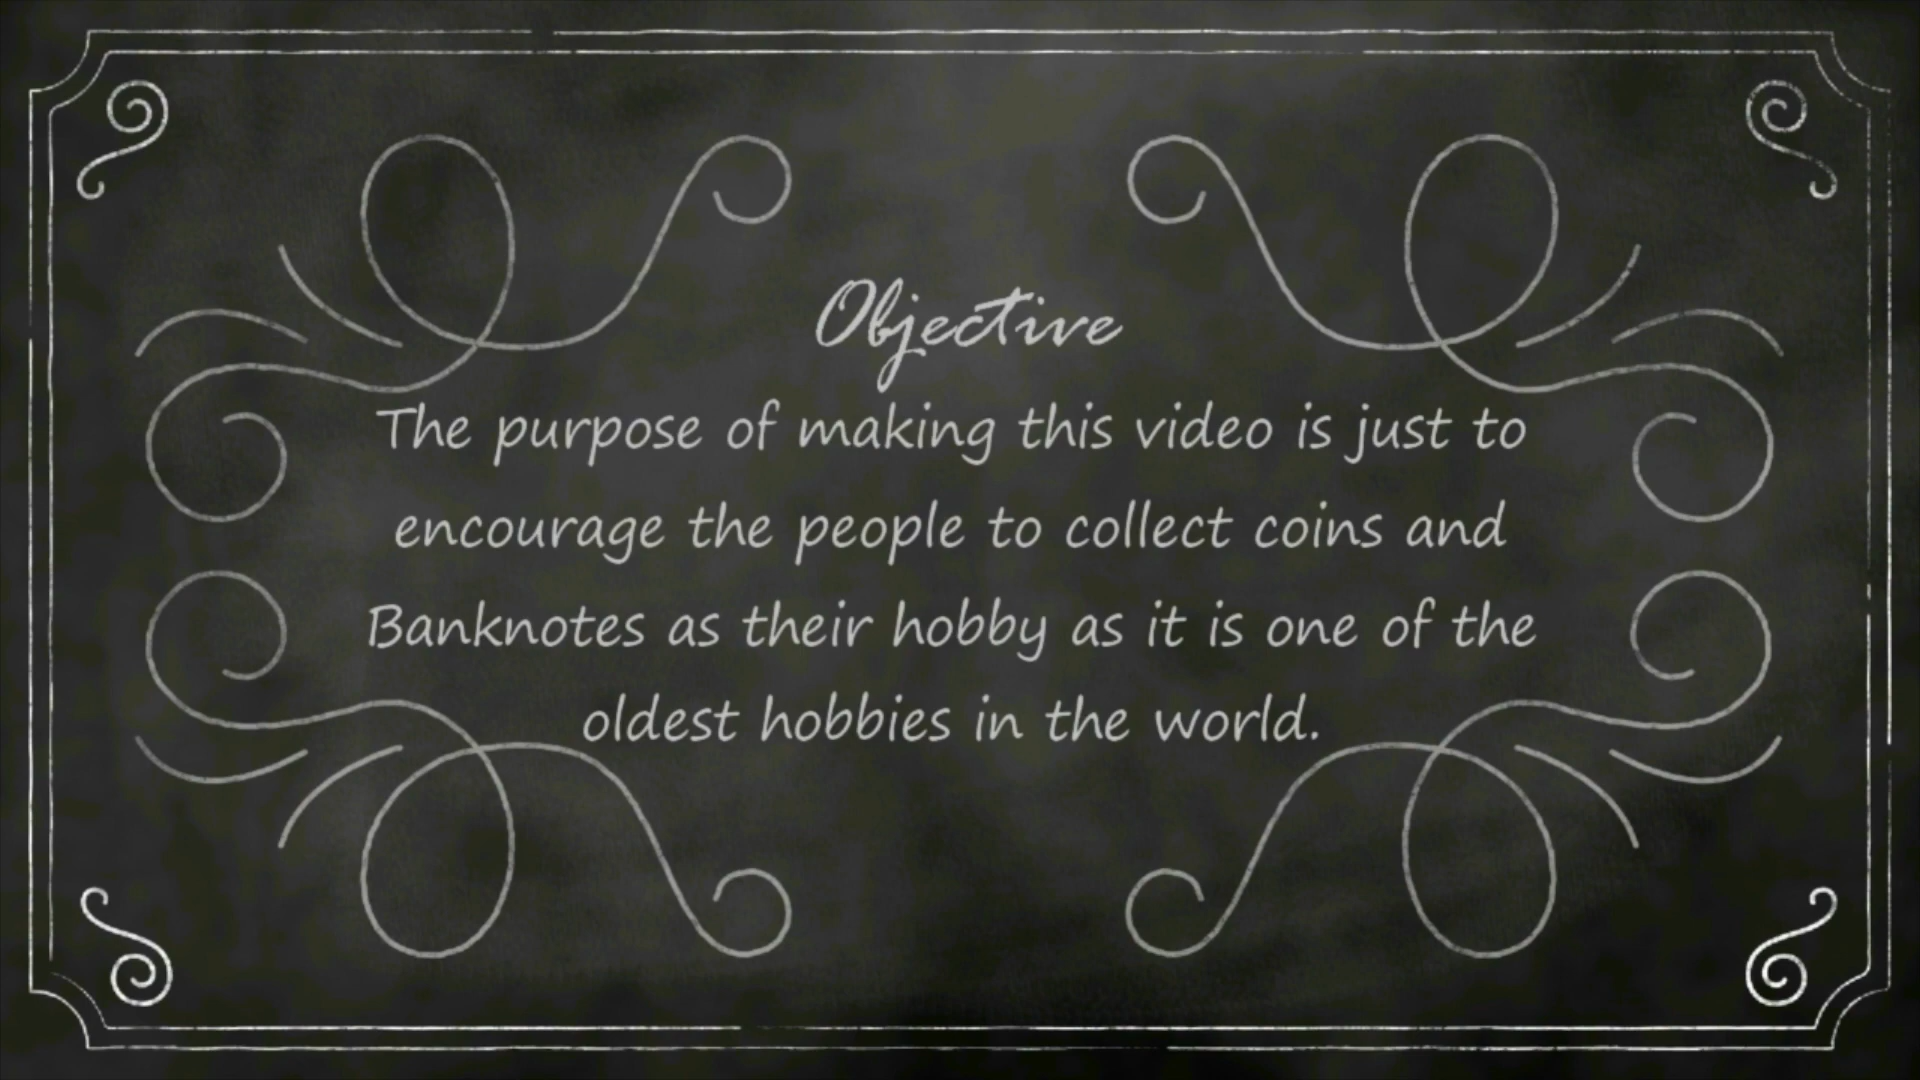 Objective
The purpose of making this video is just to
encourage the people to collect coins and
Banknotes as their hobby as it is one of the
oldest hobbies in the world.